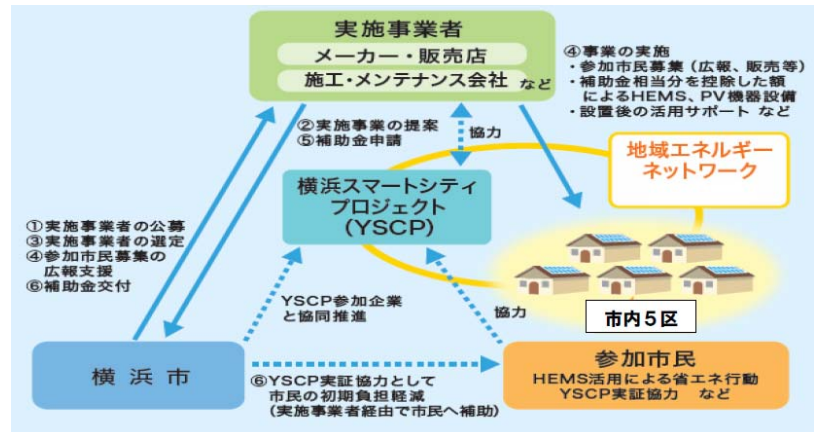 実施事業者
メーカー・販売店
施工・メンテナンス会社 など
④事業の実施
・参加市民募集（広報、販売等）
・補助金相当分を控除した額
によるHEMS、PV機器設備
・設置後の活用サポート など
②実施事業の提案
⑤補助金申請
協力
地域エネルギー
ネットワーク
横浜スマートシティ
プロジェクト
(YSCP)
①実施事業者の公募
③実施事業者の選定
④参加市民募集の
広報支援
⑥補助金交付
YSCP参加企業
と協同推進
協力
市内５区
横浜市
⑥YSCP実証協力として
市民の初期負担軽減
（実施事業者経由で市民へ補助）
参加市民
HEMS活用による省エネ行動
YSCP実証協力 など